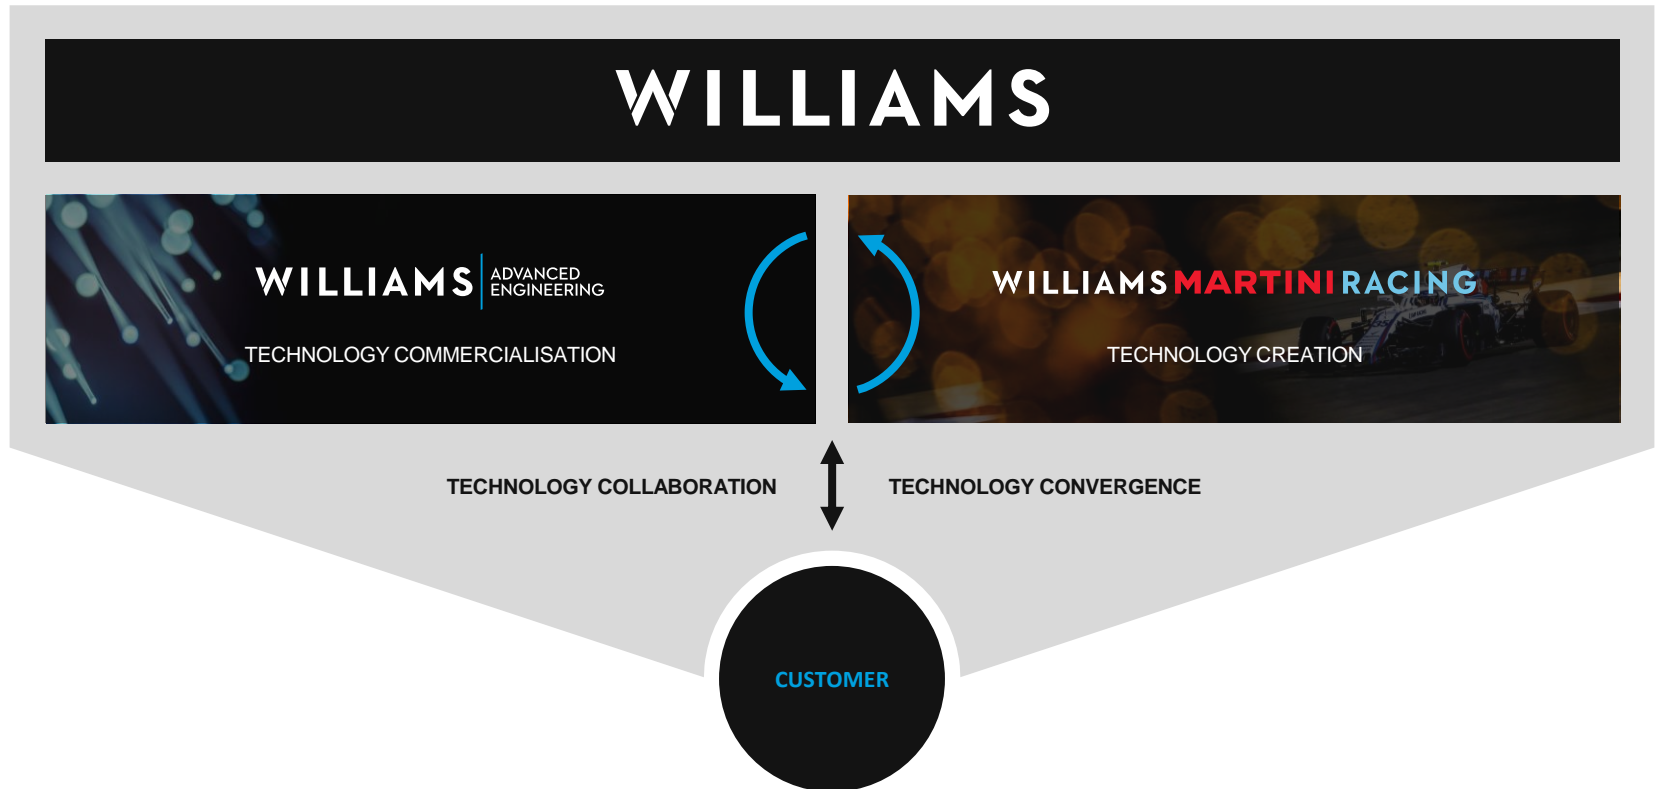 WILLIAMS
WILLIAMS
ADVANCED
ENGINEERING
TECHNOLOGY COMMERCIALISATION
WILLIAMS MARTINI RACING
TECHNOLOGY CREATION
TECHNOLOGY COLLABORATION
TECHNOLOGY CONVERGENCE
CUSTOMER